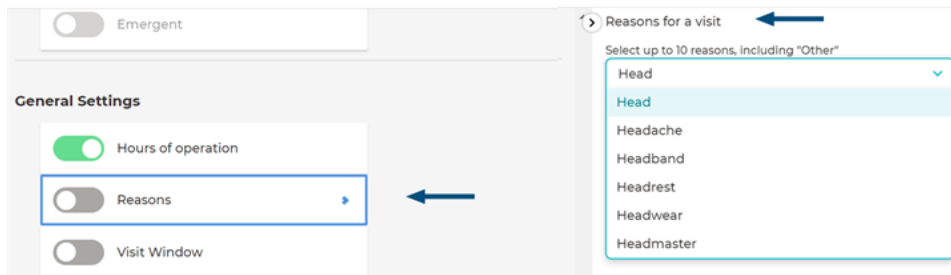 Emergent
General Settings
Hours of operation
Reasons
Visit Window
Reasons for a visit
Select up to 10 reasons, including "Other"
Head
Head
Headache
Headband
Headrest
Headwear
Headmaster